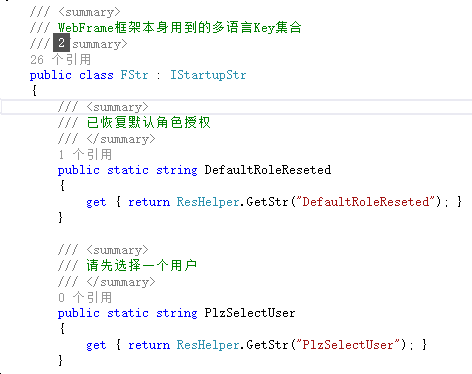 /// <summary>
/// WebFrame框架本身用到的多语言Key集合
/// 2 summary>
26 个引用
public class FStr : IStartupStr
{
/// <summary>
/// 已恢复默认角色授权
/// </summary>
1 个引用
public static string DefaultRoleReseted
{
get { return ResHelper.GetStr("DefaultRoleReseted"); }
}
/// <summary>
/// 请先选择一个用户
/// </summary>
0 个引用
public static string PlzSelectUser
{
get { return ResHelper.GetStr("PlzSelectUser"); }
}